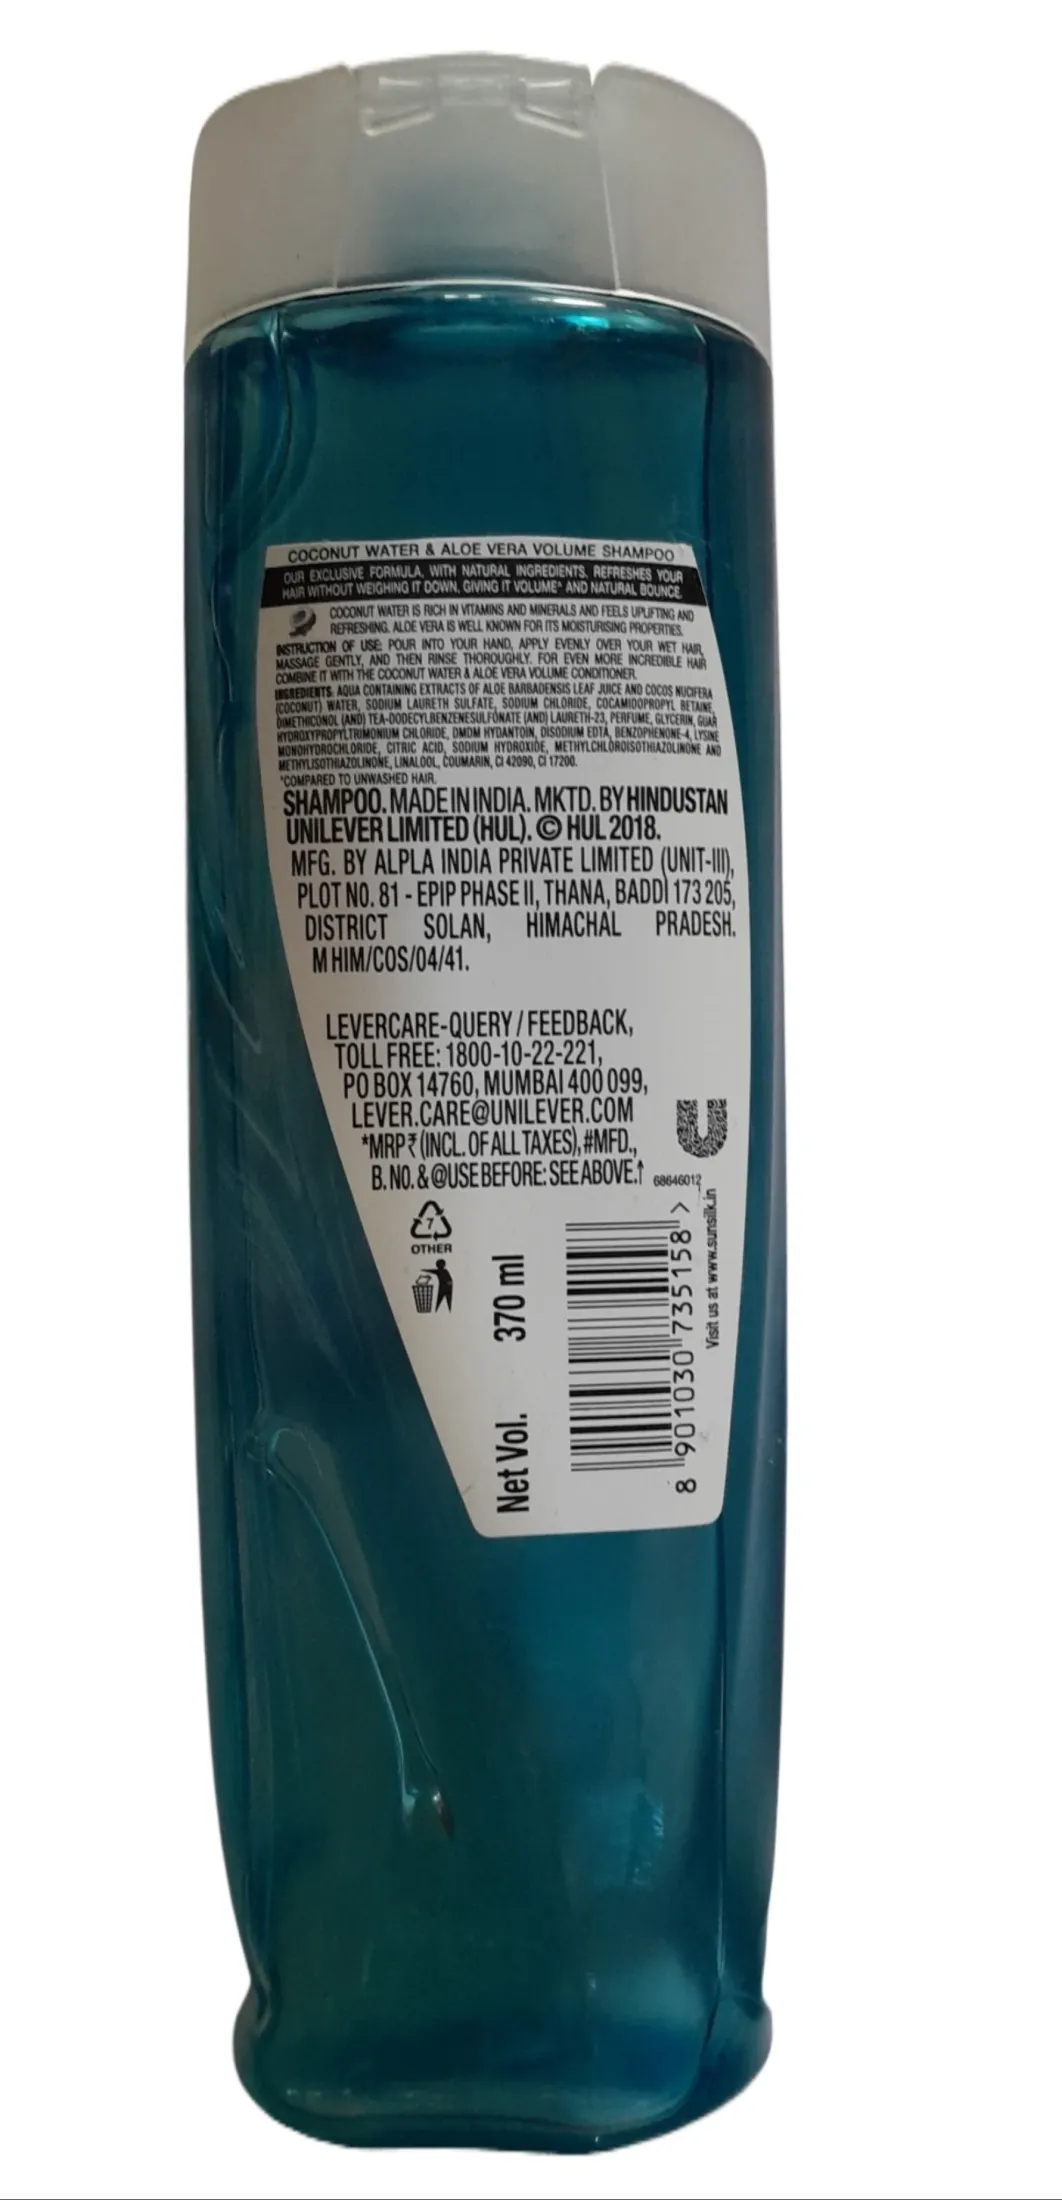 COCONUT WATER & ALOE VERA VOLUME SHAMPOO
OUR EXCLUSIVE FORMULA, WITH NATURAL INGREDIENTS, REFRESHES YOUR
HAIR WITHOUT WEIGHING IT DOWN, GIVING IT VOLUME* AND NATURAL BOUNCE.
COCONUT WATER IS RICH IN VITAMINS AND MINERALS AND FEELS UPLIFTING AND
REFRESHING. ALOE VERA IS WELL KNOWN FOR ITS MOISTURISING PROPERTIES.
INSTRUCTION OF USE: POUR INTO YOUR HAND, APPLY EVENLY OVER YOUR WET HAIR,
MASSAGE GENTLY, AND THEN RINSE THOROUGHLY. FOR EVEN MORE INCREDIBLE HAIR
COMBINE IT WITH THE COCONUT WATER & ALOE VERA VOLUME CONDITIONER.
INGREDIENTS: AQUA CONTAINING EXTRACTS OF ALOE BARBADENSIS LEAF JUICE AND COCOS NUCIFERA
(COCONUT) WATER, SODIUM LAURETH SULFATE, SODIUM CHLORIDE, COCAMIDOPROPYL BETAINE,
DIMETHICONOL (AND) TEA-DODECYLBENZENESULFONATE (AND) LAURETH-23, PERFUME, GLYCERIN, GUAR
HYDROXYPROPYLTRIMONIUM CHLORIDE, DMDM HYDANTOIN, DISODIUM EDTA, BENZOPHENONE-4, LYSINE
MONOHYDROCHLORIDE, CITRIC ACID, SODIUM HYDROXIDE, METHYLCHLOROISOTHIAZOLINONE AND
METHYLISOTHIAZOLINONE, LINALOOL, COUMARIN, CI 42090, CI 17200.
*COMPARED TO UNWASHED HAIR.
SHAMPOO. MADE IN INDIA. MKTD. BY HINDUSTAN
UNILEVER LIMITED (HUL). © HUL 2018.
MFG. BY ALPLA INDIA PRIVATE LIMITED (UNIT-III),
PLOT NO. 81 - EPIP PHASE II, THANA, BADDI 173 205,
DISTRICT SOLAN, HIMACHAL PRADESH.
M HIM/COS/04/41.
LEVERCARE-QUERY / FEEDBACK,
TOLL FREE: 1800-10-22-221,
PO BOX 14760, MUMBAI 400 099,
LEVER.CARE@UNILEVER.COM
*MRP ₹ (INCL. OF ALL TAXES), #MFD.,
B. NO. & @USE BEFORE: SEE ABOVE.↑
68646012
7
OTHER
Net Vol. 370 ml
8 901030 735158 >
Visit us at www.sunsilk.in